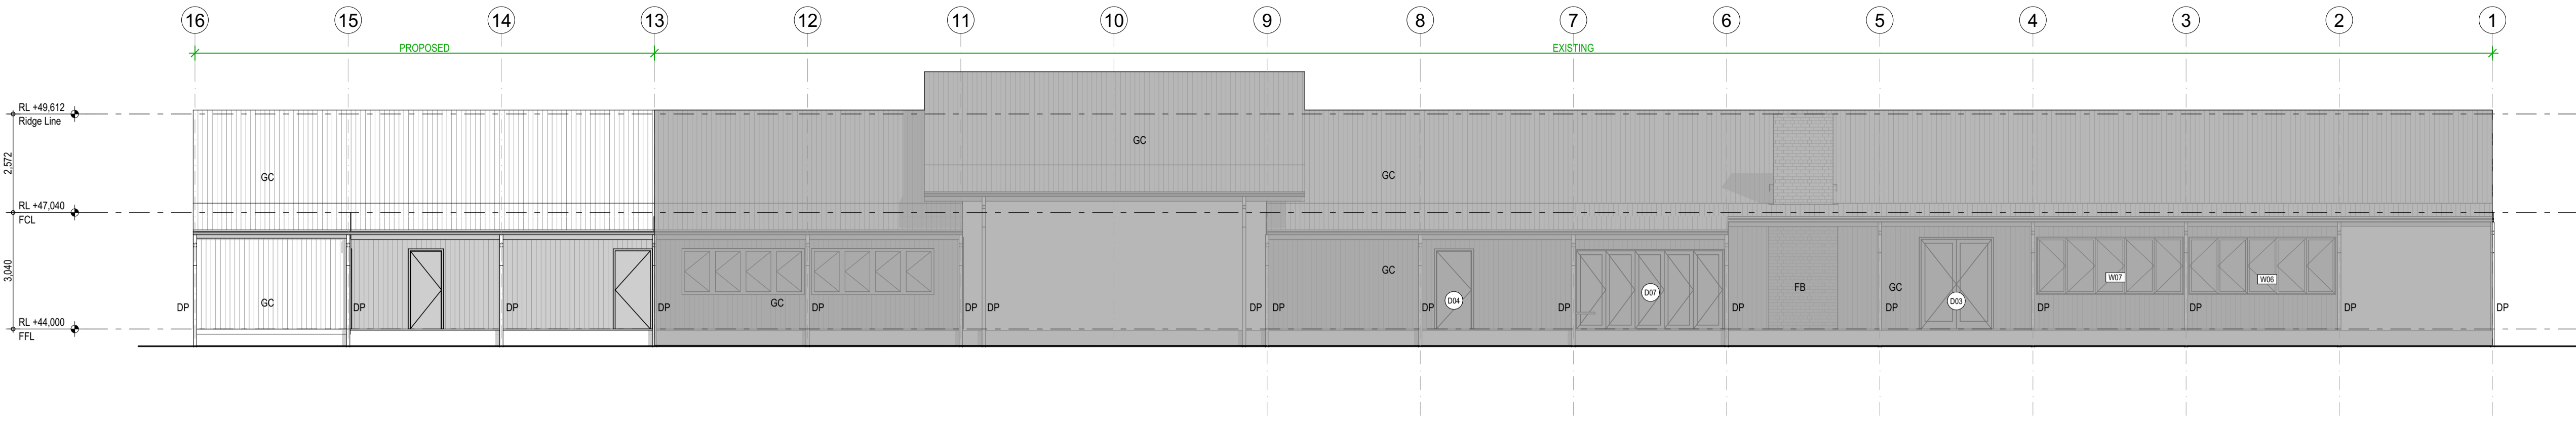 16 15 14 13 12 11 10 9 8 7 6 5 4 3 2 1
PROPOSED EXISTING
RL +49,612
Ridge Line
2,572
GC GC GC
RL +47,040
FCL
3,040
GC GC GC FB GC
W07 W06
D04 D07 D03
DP DP DP DP DP DP DP DP DP DP DP DP DP DP DP DP DP
RL +44,000
FFL